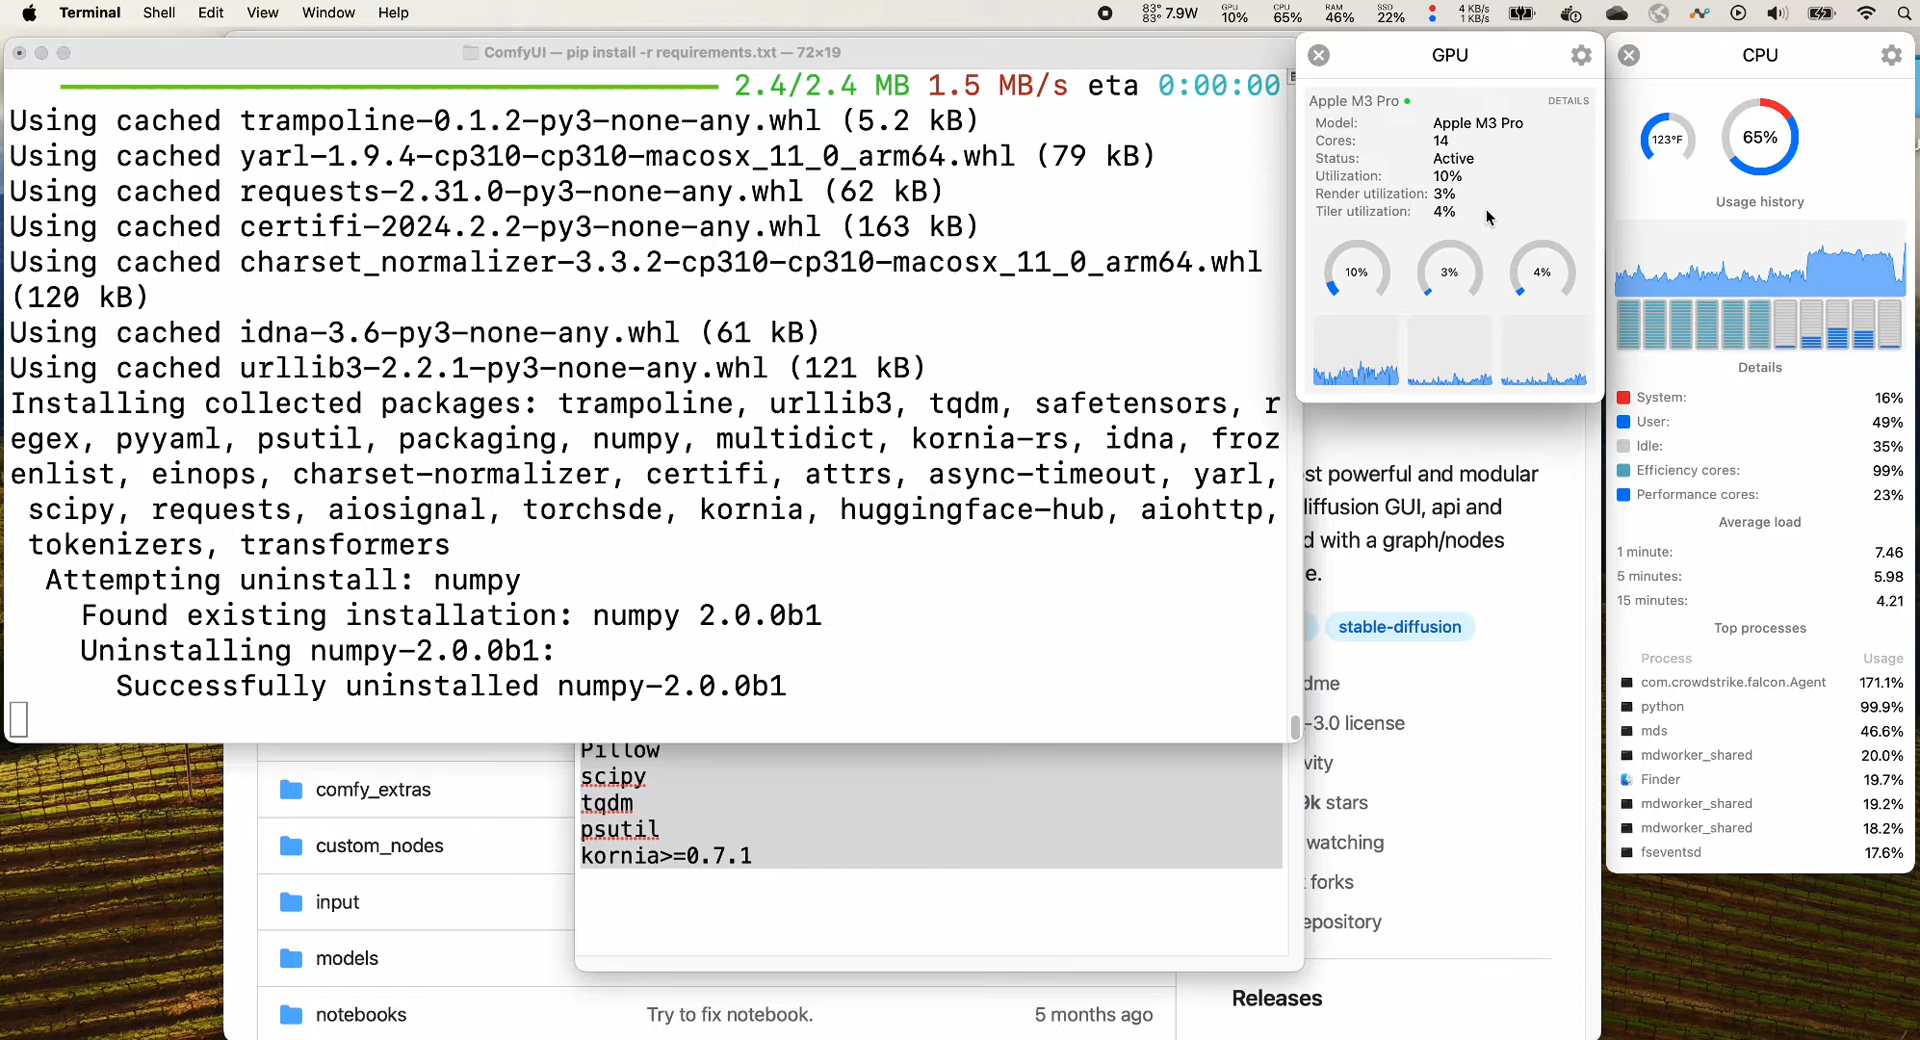 Terminal Shell Edit View Window Help
83° 7.9W
83°
GPU
10%
CPU
65%
RAM
46%
SSD
22%
4 KB/s
1 KB/s
ComfyUI — pip install -r requirements.txt — 72×19
2.4/2.4 MB 1.5 MB/s eta 0:00:00
Using cached trampoline-0.1.2-py3-none-any.whl (5.2 kB)
Using cached yarl-1.9.4-cp310-cp310-macosx_11_0_arm64.whl (79 kB)
Using cached requests-2.31.0-py3-none-any.whl (62 kB)
Using cached certifi-2024.2.2-py3-none-any.whl (163 kB)
Using cached charset_normalizer-3.3.2-cp310-cp310-macosx_11_0_arm64.whl
(120 kB)
Using cached idna-3.6-py3-none-any.whl (61 kB)
Using cached urllib3-2.2.1-py3-none-any.whl (121 kB)
Installing collected packages: trampoline, urllib3, tqdm, safetensors, r
egex, pyyaml, psutil, packaging, numpy, multidict, kornia-rs, idna, froz
enlist, einops, charset-normalizer, certifi, attrs, async-timeout, yarl,
scipy, requests, aiosignal, torchsde, kornia, huggingface-hub, aiohttp,
tokenizers, transformers
Attempting uninstall: numpy
Found existing installation: numpy 2.0.0b1
Uninstalling numpy-2.0.0b1:
Successfully uninstalled numpy-2.0.0b1
Pillow
scipy
tqdm
psutil
kornia>=0.7.1
comfy_extras
custom_nodes
input
models
notebooks Try to fix notebook. 5 months ago
GPU
Apple M3 Pro DETAILS
Model: Apple M3 Pro
Cores: 14
Status: Active
Utilization: 10%
Render utilization: 3%
Tiler utilization: 4%
10% 3% 4%
st powerful and modular
iffusion GUI, api and
d with a graph/nodes
e.
stable-diffusion
dme
-3.0 license
vity
9k stars
watching
forks
epository
Releases
CPU
123°F 65%
Usage history
Details
System: 16%
User: 49%
Idle: 35%
Efficiency cores: 99%
Performance cores: 23%
Average load
1 minute: 7.46
5 minutes: 5.98
15 minutes: 4.21
Top processes
Process Usage
com.crowdstrike.falcon.Agent 171.1%
python 99.9%
mds 46.6%
mdworker_shared 20.0%
Finder 19.7%
mdworker_shared 19.2%
mdworker_shared 18.2%
fseventsd 17.6%